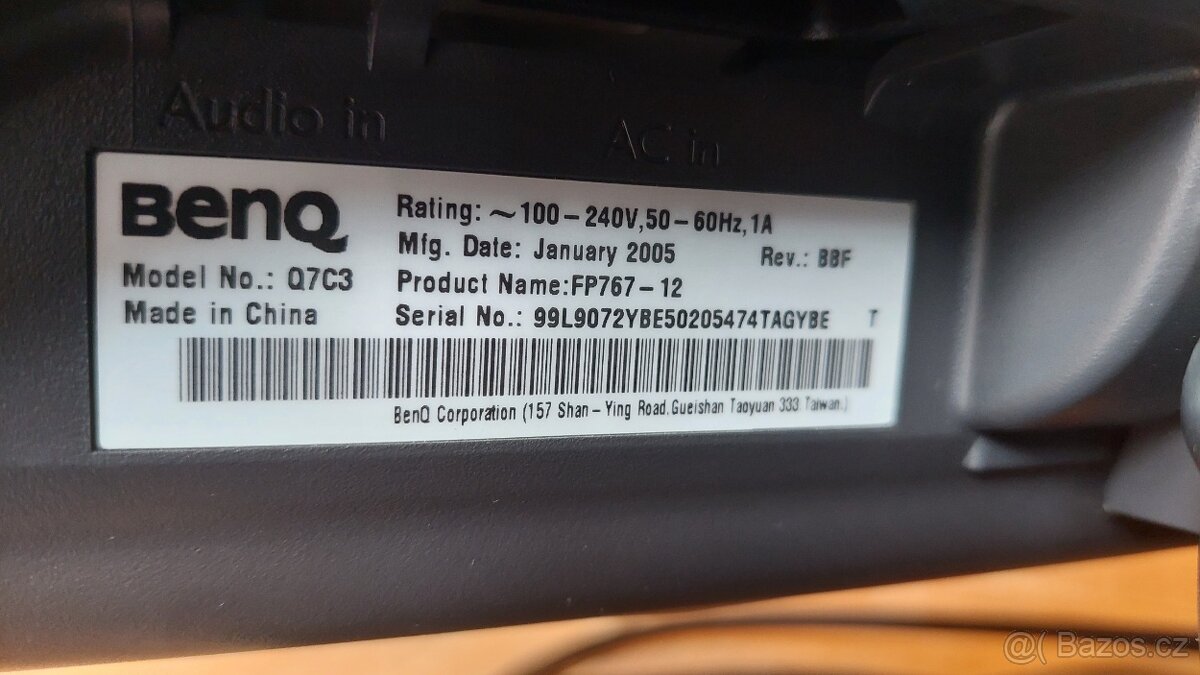 Audio in
AC in
BenQ
Rating: ~100-240V,50-60Hz,1A
Mfg. Date: January 2005 Rev.: BBF
Model No.: Q7C3 Product Name:FP767-12
Made in China Serial No.: 99L9072YBE50205474TAGYBE T
BenQ Corporation (157 Shan-Ying Road.Gueishan Taoyuan 333 Taiwan.)
@( Bazos.cz